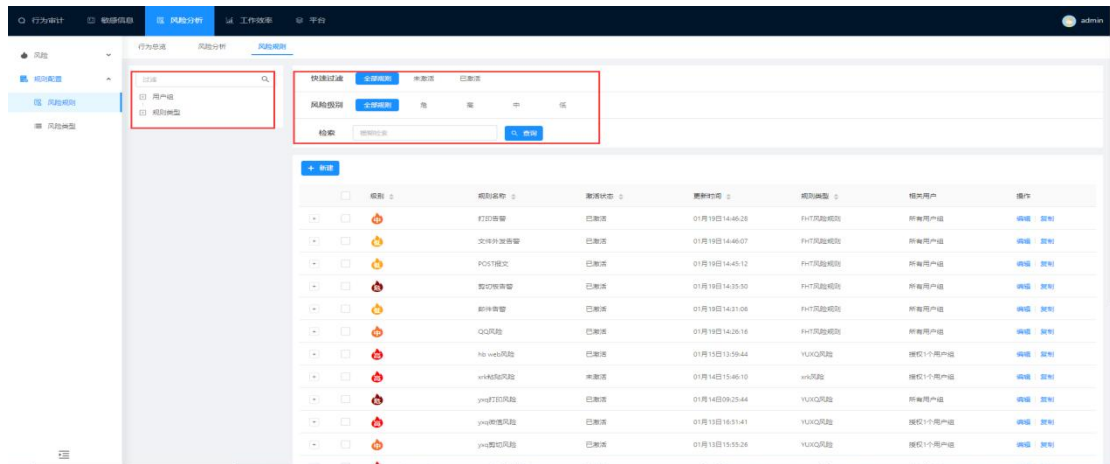 行为审计 敏感信息 风险分析 工作效率 平台 admin
风险 行为总览 风险分析 风险规则
规则配置
风险规则
风险类型
过滤
用户组
规则类型
快速过滤 全部规则 未激活 已激活
风险级别 全部规则 危 高 中 低
检索 查询
+ 新建
级别 规则名称 激活状态 更新时间 规则类型 相关用户 操作
中 打印告警 已激活 01月19日14:46:28 FHT风险规则 所有用户组 编辑 复制
文件外发告警 已激活 01月19日14:46:07 FHT风险规则 所有用户组 编辑 复制
POST报文 已激活 01月19日14:45:12 FHT风险规则 所有用户组 编辑 复制
剪切板告警 已激活 01月19日14:35:50 FHT风险规则 所有用户组 编辑 复制
邮件告警 已激活 01月19日14:31:08 FHT风险规则 所有用户组 编辑 复制
中 QQ风险 已激活 01月19日14:26:16 FHT风险规则 所有用户组 编辑 复制
高 hb web风险 已激活 01月15日13:59:44 YUXQ风险 授权1个用户组 编辑 复制
高 未激活 01月14日15:46:10 授权1个用户组 编辑 复制
yxq打印风险 已激活 01月14日09:25:44 YUXQ风险 所有用户组 编辑 复制
高 yxq微信风险 已激活 01月13日16:51:41 YUXQ风险 授权1个用户组 编辑 复制
中 yxq剪切风险 已激活 01月13日15:55:26 YUXQ风险 授权1个用户组 编辑 复制